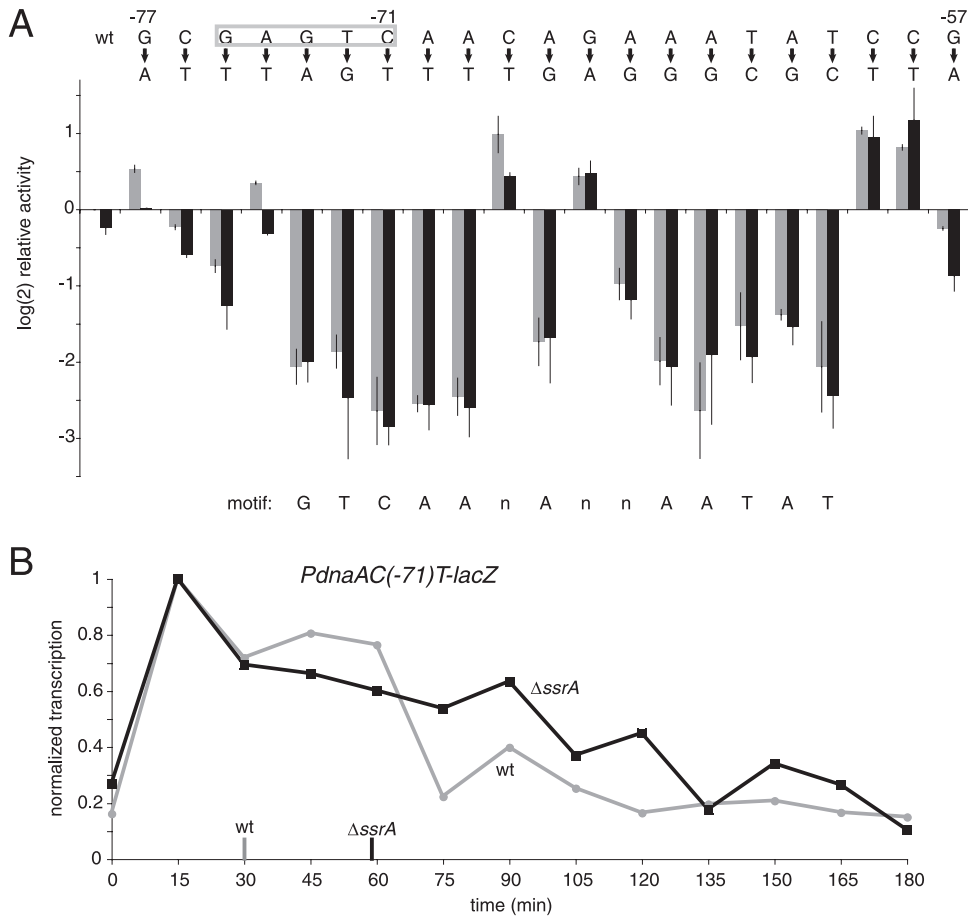 A
-77 -71 -57
wt G C G A G T C A A C A G A A A T A T C C G
A T T T A G T T T T G A G G G C G C T T A
log(2) relative activity
1
0
-1
-2
-3
motif: G T C A A n A n n A A T A T
B
PdnaAC(-71)T-lacZ
normalized transcription
1
0.8
0.6
0.4
0.2
0
ΔssrA
wt
wt
ΔssrA
0 15 30 45 60 75 90 105 120 135 150 165 180
time (min)